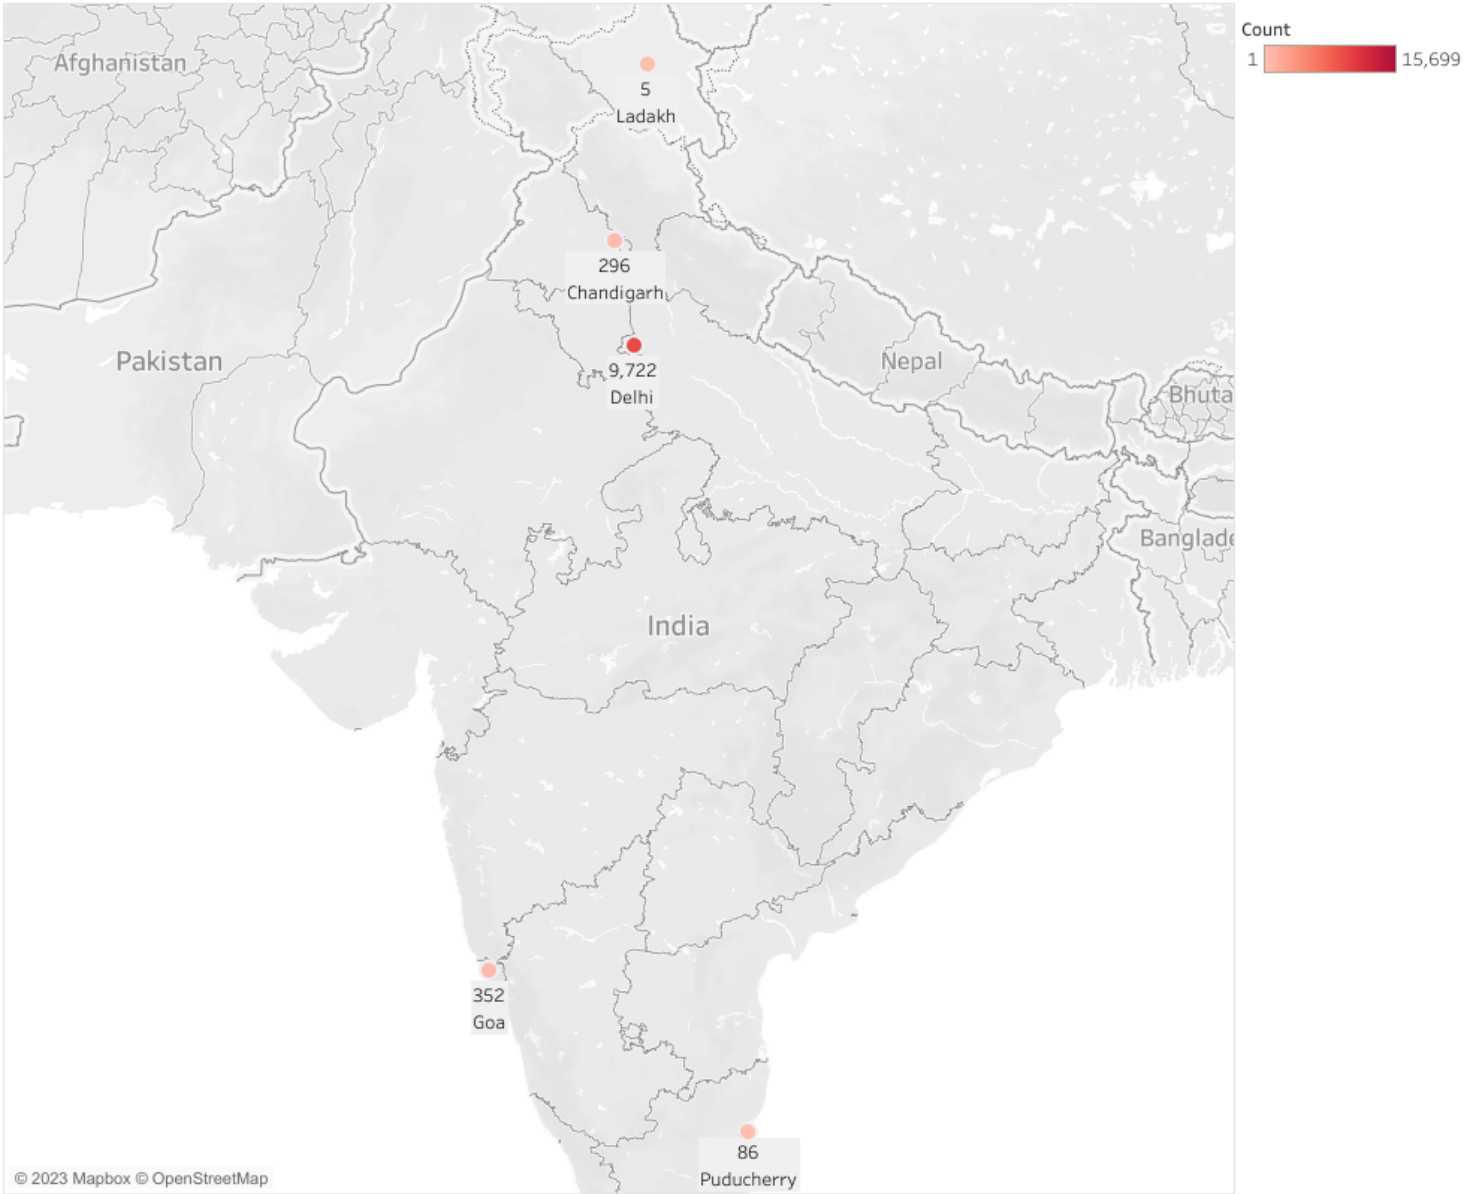 Count
1 15,699
Afghanistan
5
Ladakh
296
Chandigarh
Pakistan
9,722
Delhi
Nepal
Bhuta
Banglade
India
352
Goa
86
Puducherry
© 2023 Mapbox © OpenStreetMap